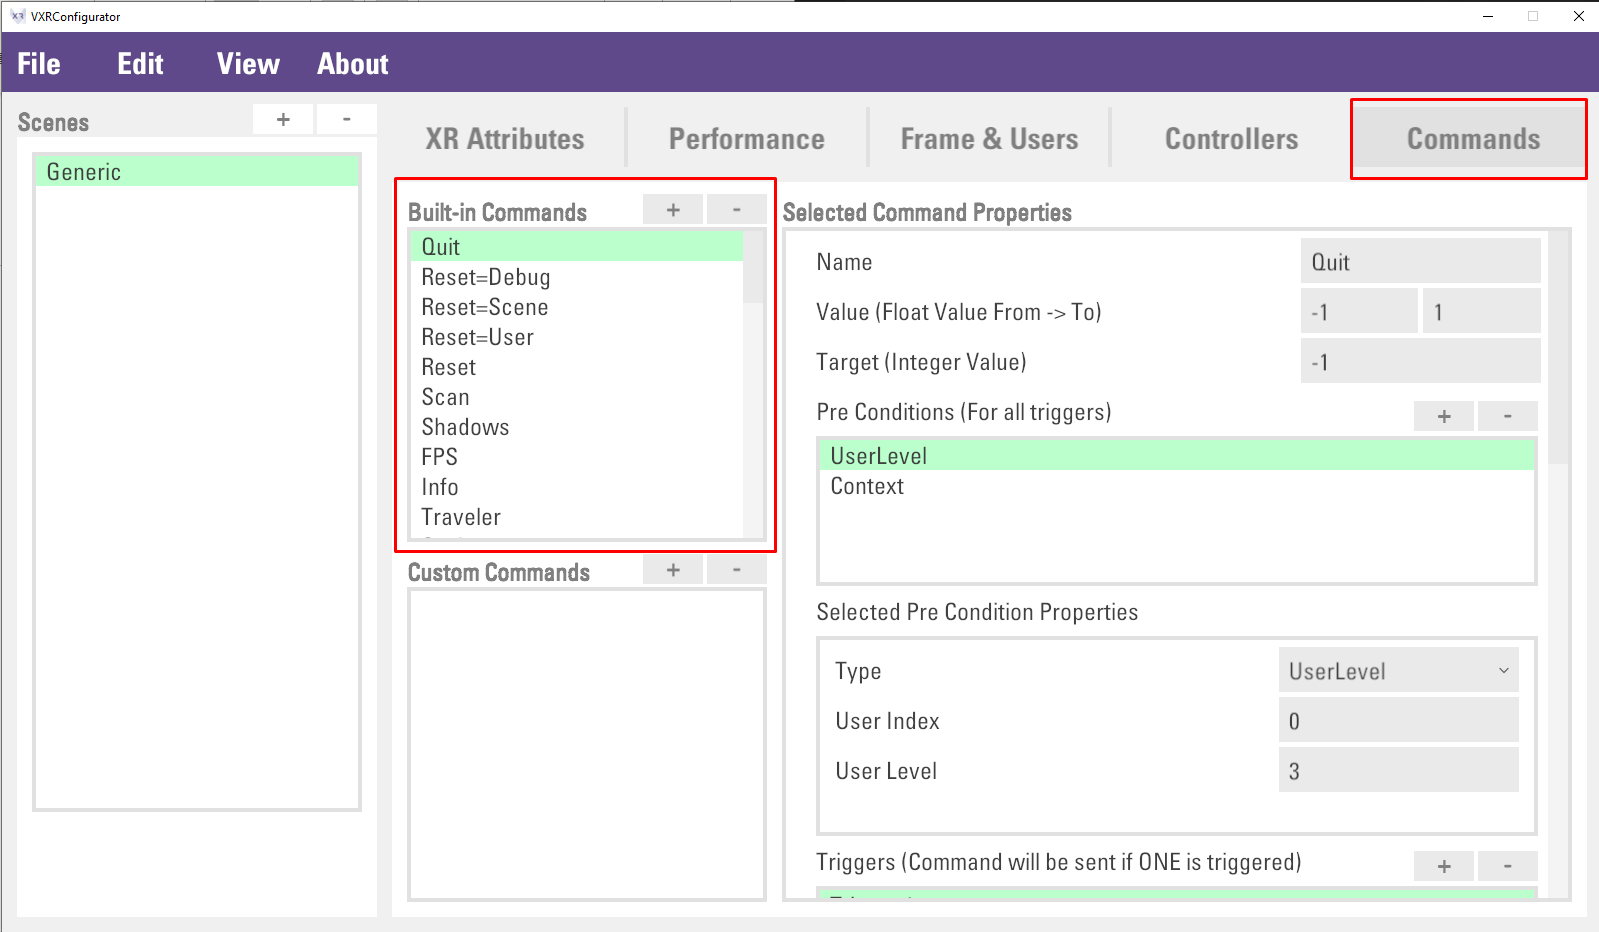 VXRConfigurator
File Edit View About
Scenes + -
Generic
XR Attributes Performance Frame & Users Controllers Commands
Built-in Commands + -
Quit
Reset=Debug
Reset=Scene
Reset=User
Reset
Scan
Shadows
FPS
Info
Traveler
Custom Commands + -
Selected Command Properties
Name Quit
Value (Float Value From -> To) -1 1
Target (Integer Value) -1
Pre Conditions (For all triggers) + -
UserLevel
Context
Selected Pre Condition Properties
Type UserLevel
User Index 0
User Level 3
Triggers (Command will be sent if ONE is triggered) + -